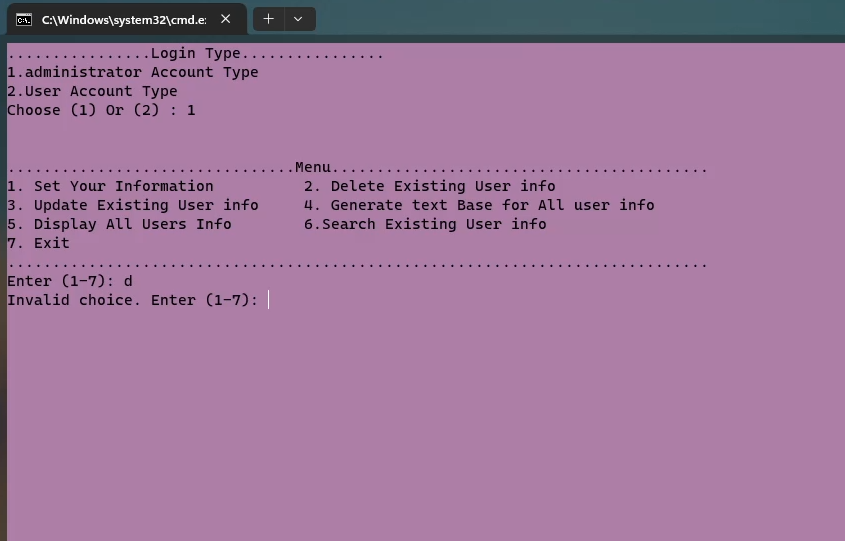 C:\Windows\system32\cmd.e:
................Login Type................
1.administrator Account Type
2.User Account Type
Choose (1) Or (2) : 1
................................Menu..........................................
1. Set Your Information          2. Delete Existing User info
3. Update Existing User info     4. Generate text Base for All user info
5. Display All Users Info        6.Search Existing User info
7. Exit
..............................................................................
Enter (1-7): d
Invalid choice. Enter (1-7):